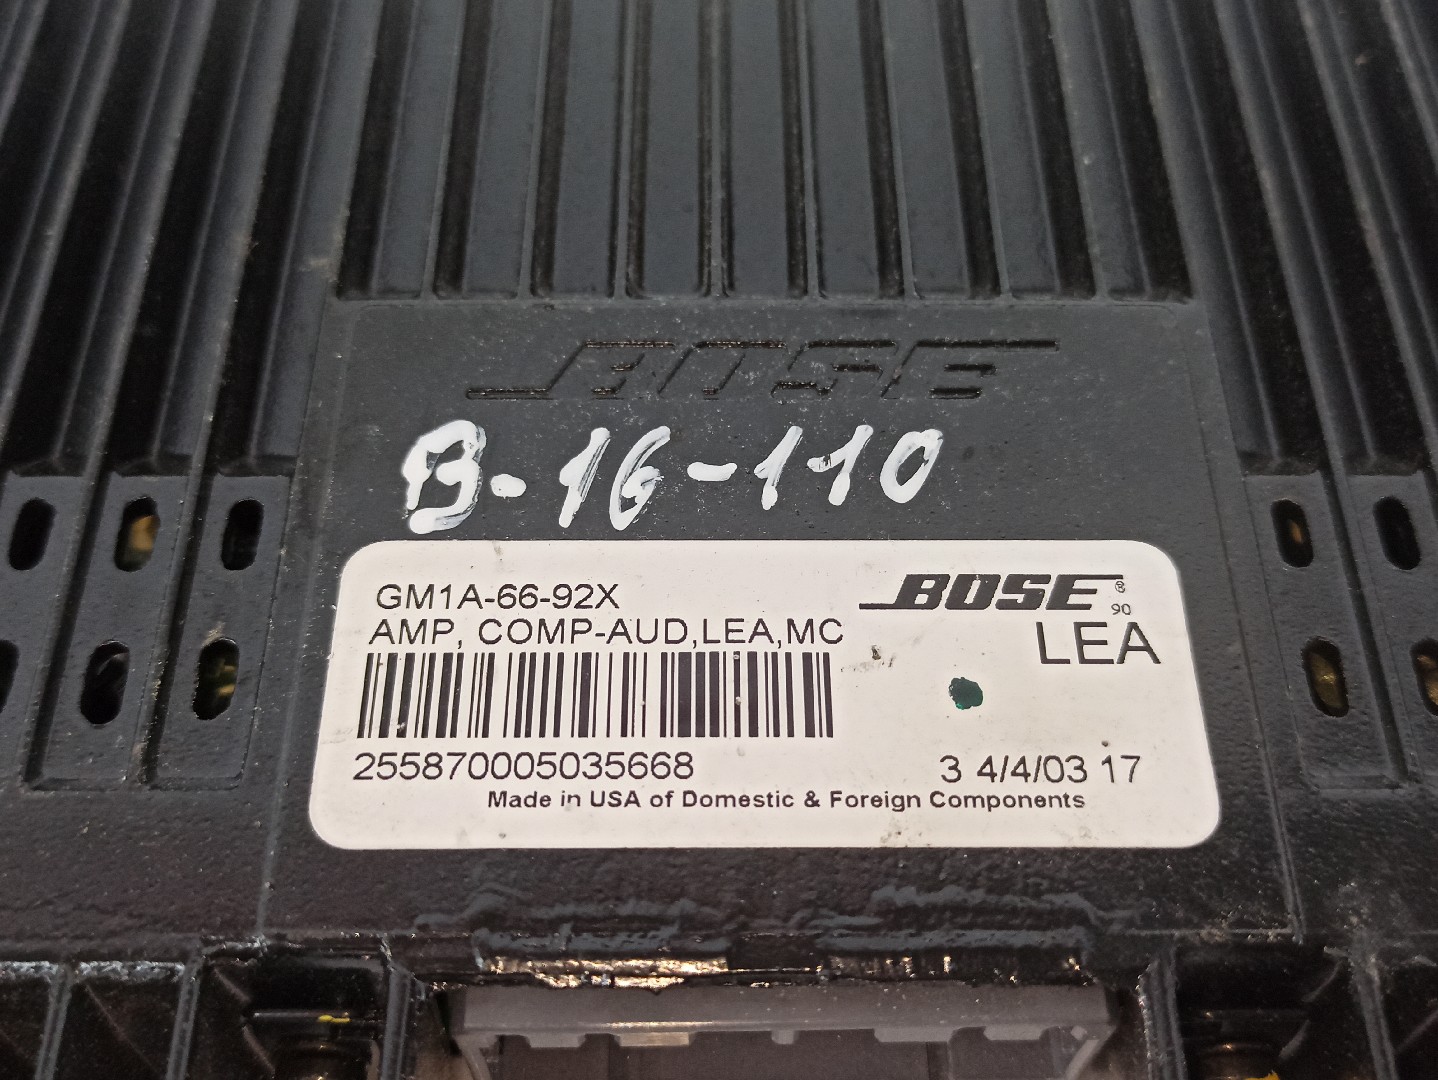 BOSE
B-16-110
GM1A-66-92X
BOSE ® 90
AMP, COMP-AUD,LEA,MC
LEA
255870005035668
3 4/4/03 17
Made in USA of Domestic & Foreign Components